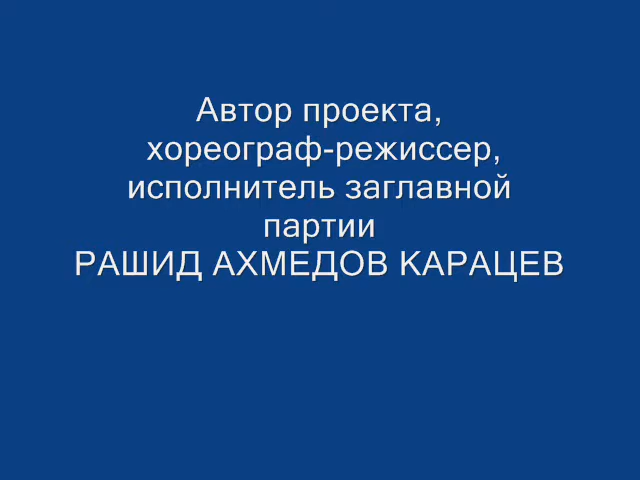 Автор проекта,
хореограф-режиссер,
исполнитель заглавной
партии
РАШИД АХМЕДОВ КАРАЦЕВ